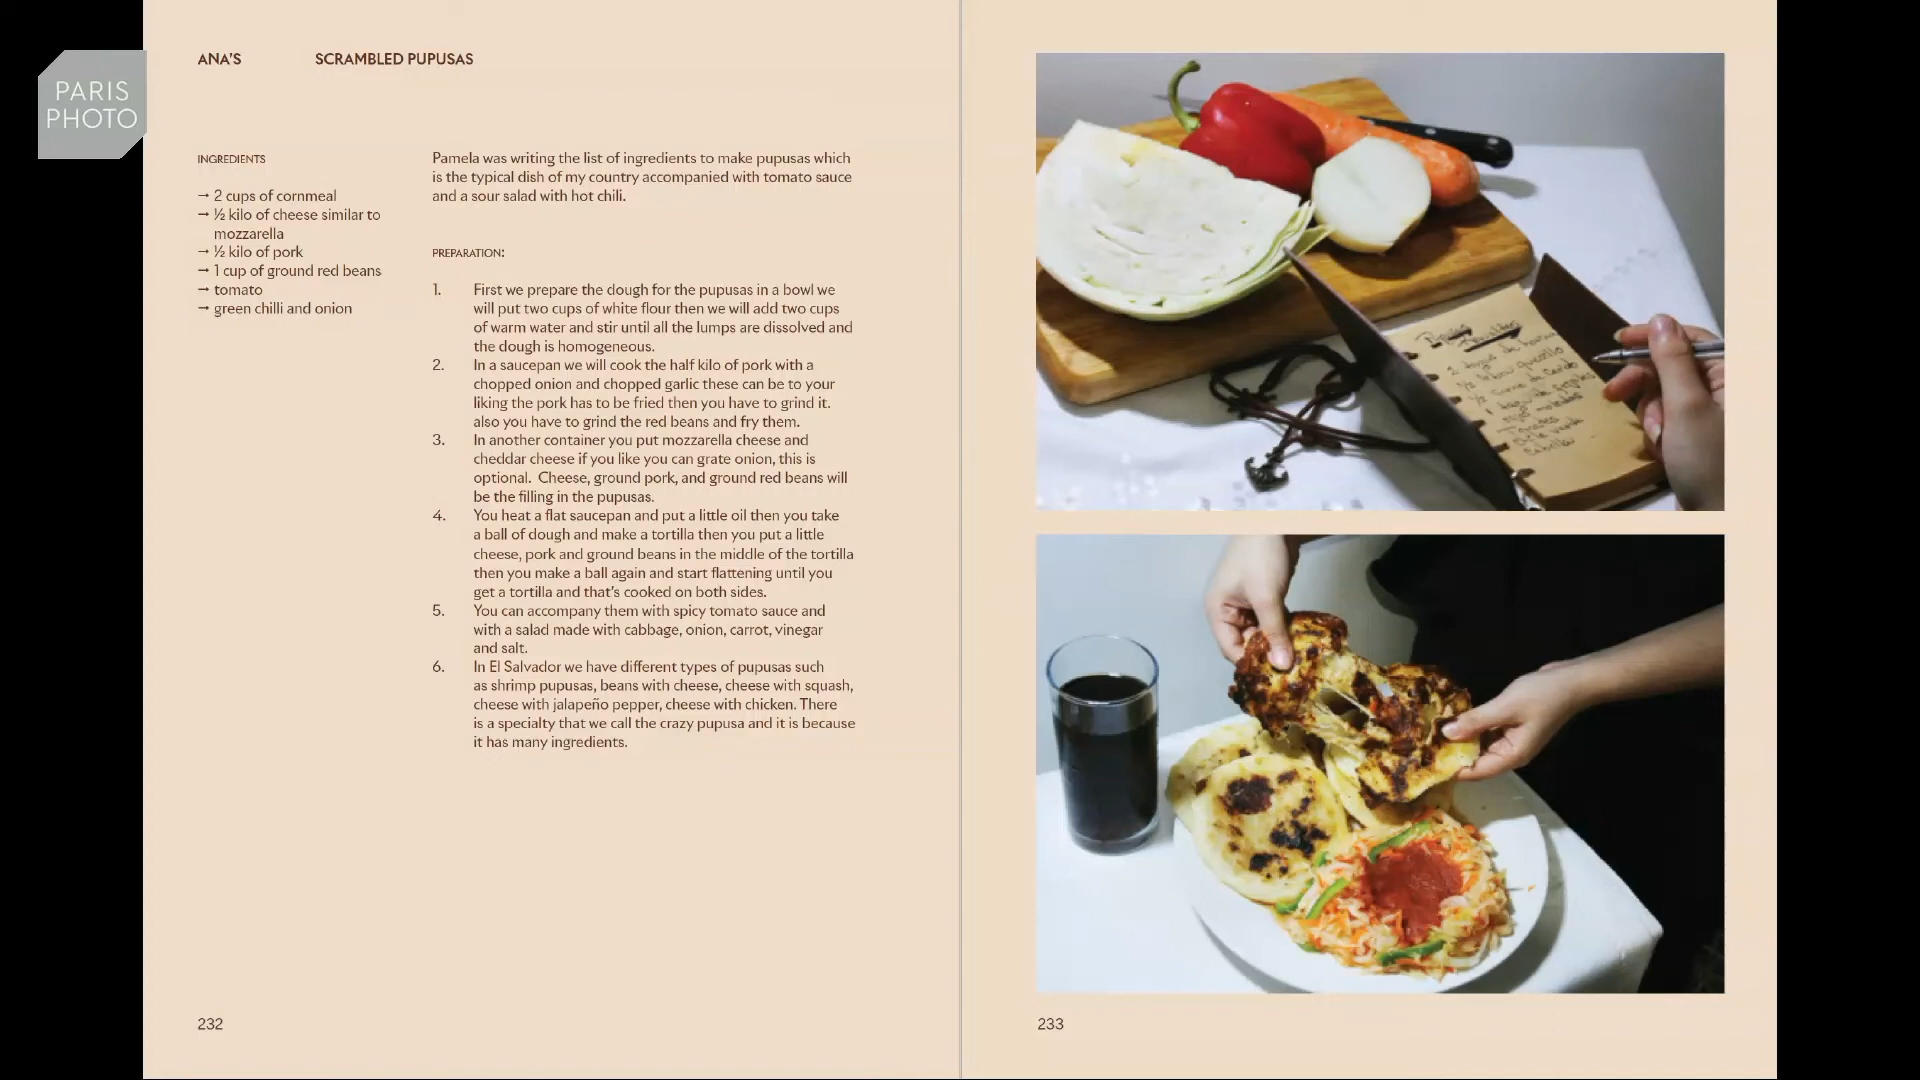 PARIS
PHOTO
ANA'S SCRAMBLED PUPUSAS
INGREDIENTS
→ 2 cups of cornmeal
→ ½ kilo of cheese similar to
mozzarella
→ ½ kilo of pork
→ 1 cup of ground red beans
→ tomato
→ green chilli and onion
Pamela was writing the list of ingredients to make pupusas which
is the typical dish of my country accompanied with tomato sauce
and a sour salad with hot chili.
PREPARATION:
1. First we prepare the dough for the pupusas in a bowl we
will put two cups of white flour then we will add two cups
of warm water and stir until all the lumps are dissolved and
the dough is homogeneous.
2. In a saucepan we will cook the half kilo of pork with a
chopped onion and chopped garlic these can be to your
liking the pork has to be fried then you have to grind it.
also you have to grind the red beans and fry them.
3. In another container you put mozzarella cheese and
cheddar cheese if you like you can grate onion, this is
optional. Cheese, ground pork, and ground red beans will
be the filling in the pupusas.
4. You heat a flat saucepan and put a little oil then you take
a ball of dough and make a tortilla then you put a little
cheese, pork and ground beans in the middle of the tortilla
then you make a ball again and start flattening until you
get a tortilla and that's cooked on both sides.
5. You can accompany them with spicy tomato sauce and
with a salad made with cabbage, onion, carrot, vinegar
and salt.
6. In El Salvador we have different types of pupusas such
as shrimp pupusas, beans with cheese, cheese with squash,
cheese with jalapeño pepper, cheese with chicken. There
is a specialty that we call the crazy pupusa and it is because
it has many ingredients.
232
233